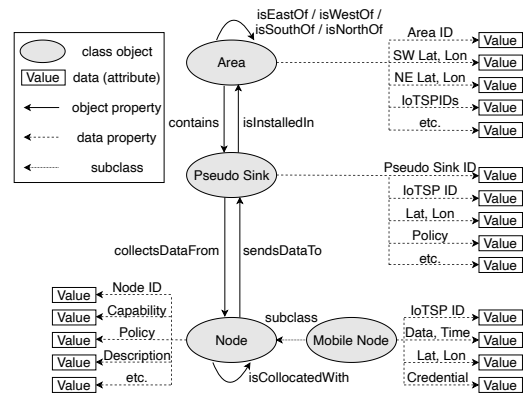 class object
Value data (attribute)
object property
data property
subclass
isEastOf / isWestOf /
isSouthOf / isNorthOf
Area
Area ID Value
SW Lat, Lon Value
NE Lat, Lon Value
IoTSPIDs Value
etc. Value
contains
isInstalledIn
Pseudo Sink
Pseudo Sink ID Value
IoTSP ID Value
Lat, Lon Value
Policy Value
etc. Value
collectsDataFrom
sendsDataTo
Value Node ID
Value Capability
Value Policy
Value Description
Value etc.
Node
isCollocatedWith
subclass
Mobile Node
IoTSP ID Value
Data, Time Value
Lat, Lon Value
Credential Value